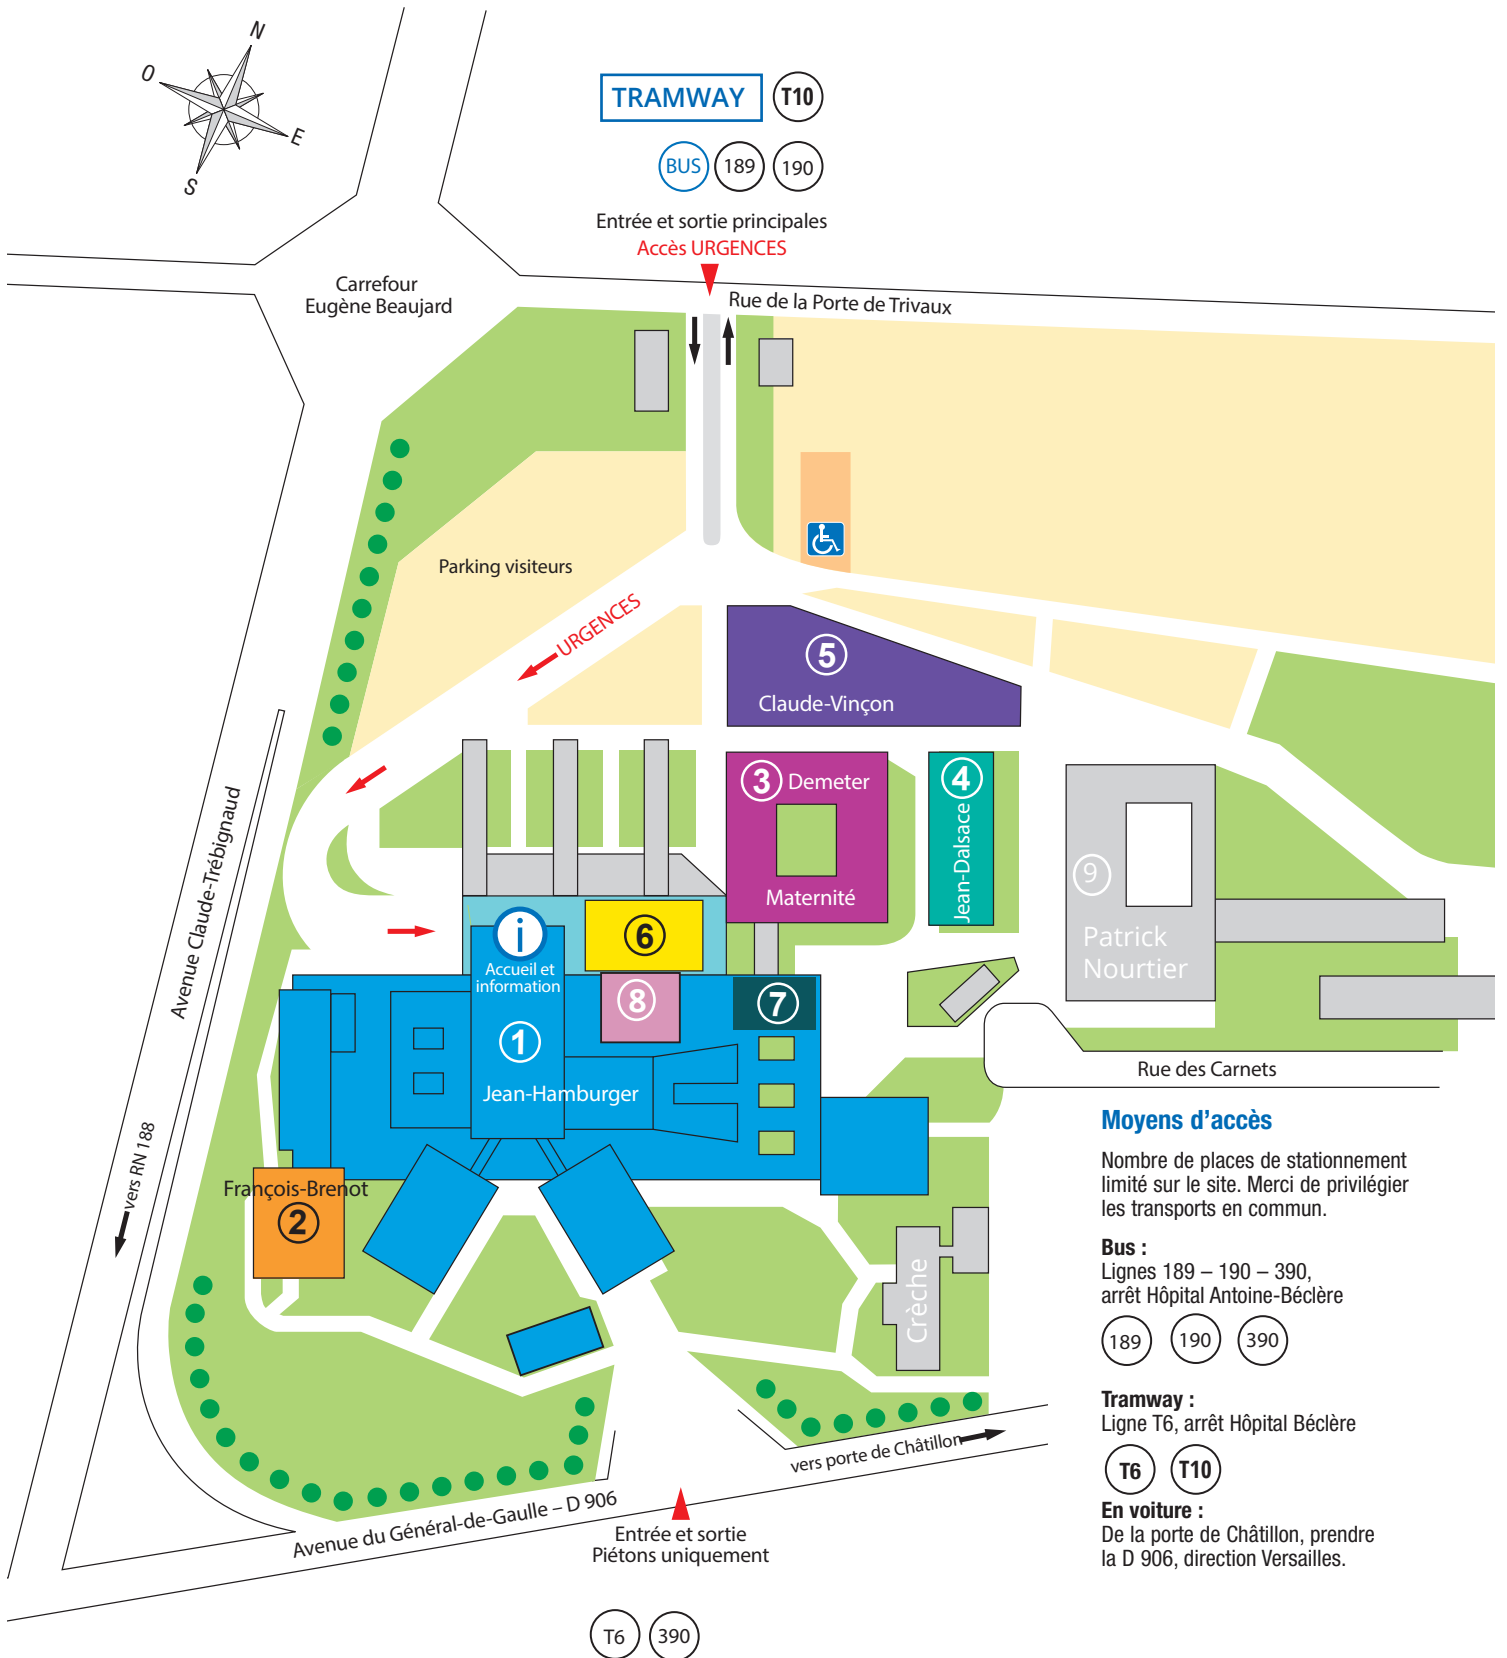 N
O
E
S
TRAMWAY T10
BUS 189 190
Entrée et sortie principales
Accès URGENCES
Carrefour
Eugène Beaujard
Rue de la Porte de Trivaux
Parking visiteurs
URGENCES
5
Claude-Vinçon
3 Demeter
Maternité
4
Jean-Dalsace
9
Patrick
Nourtier
Avenue Claude-Trébignaud
i
Accueil et
information
6
8
7
1
Jean-Hamburger
Rue des Carnets
vers RN 188
François-Brenot
2
Crèche
Moyens d'accès
Nombre de places de stationnement
limité sur le site. Merci de privilégier
les transports en commun.
Bus :
Lignes 189 – 190 – 390,
arrêt Hôpital Antoine-Béclère
189 190 390
Tramway :
Ligne T6, arrêt Hôpital Béclère
T6 T10
En voiture :
De la porte de Châtillon, prendre
la D 906, direction Versailles.
vers porte de Châtillon
Avenue du Général-de-Gaulle – D 906
Entrée et sortie
Piétons uniquement
T6 390